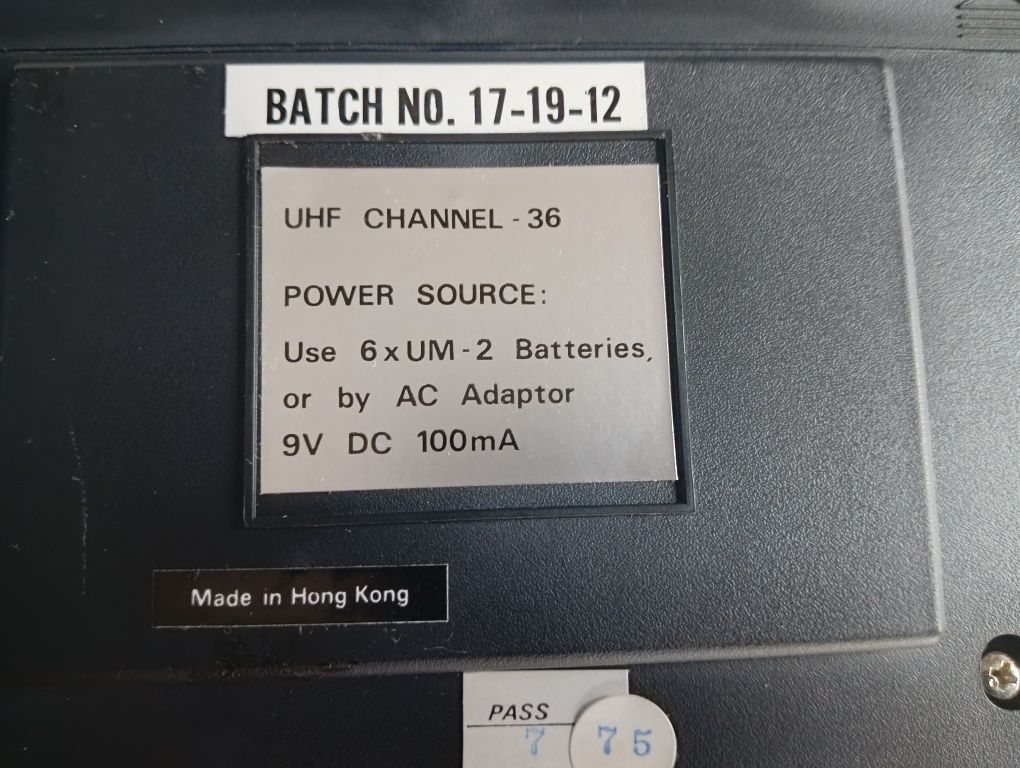 BATCH NO. 17-19-12
UHF CHANNEL - 36
POWER SOURCE:
Use 6 x UM - 2 Batteries,
or by AC Adaptor
9V DC 100mA
Made in Hong Kong
PASS
7 75